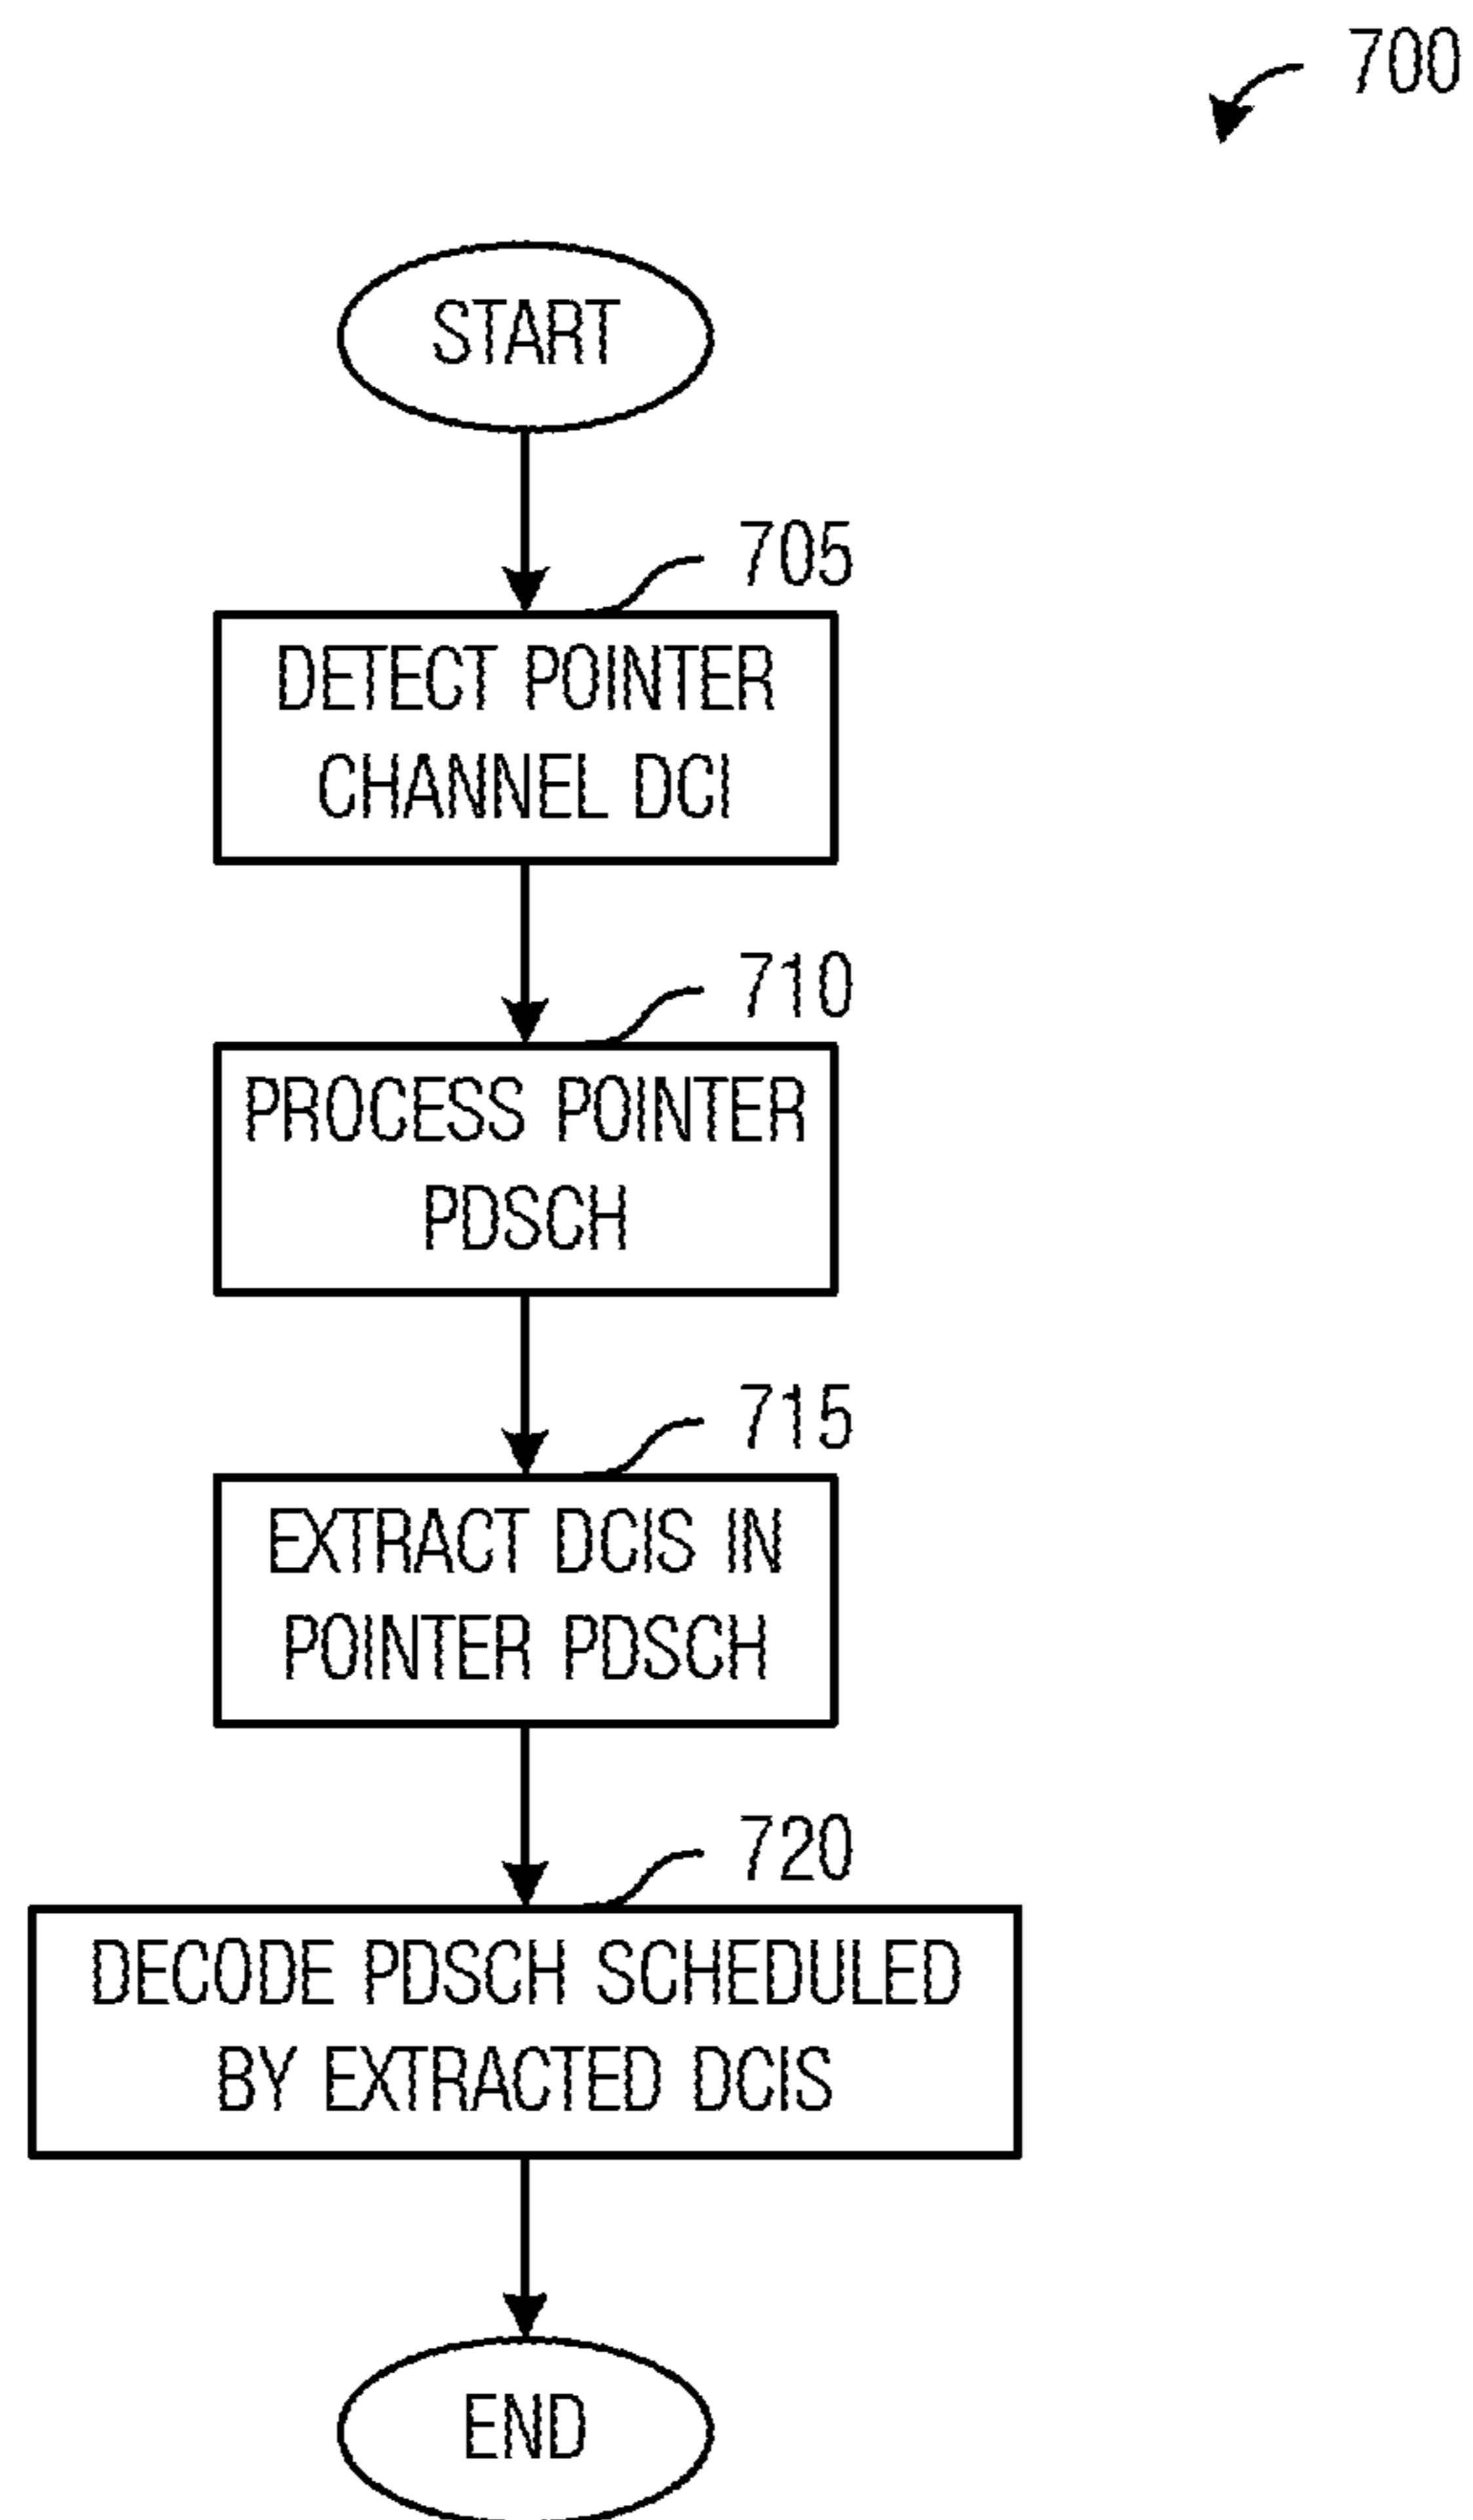 700
START
705
DETECT POINTER
CHANNEL DCI
710
PROCESS POINTER
PDSCH
715
EXTRACT DCIS IN
POINTER PDSCH
720
DECODE PDSCH SCHEDULED
BY EXTRACTED DCIS
END